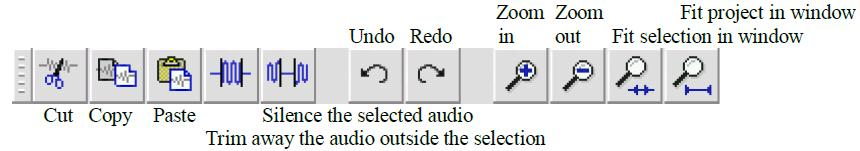 Zoom in
Zoom out
Fit project in window
Undo
Redo
Fit selection in window
Cut
Copy
Paste
Silence the selected audio
Trim away the audio outside the selection